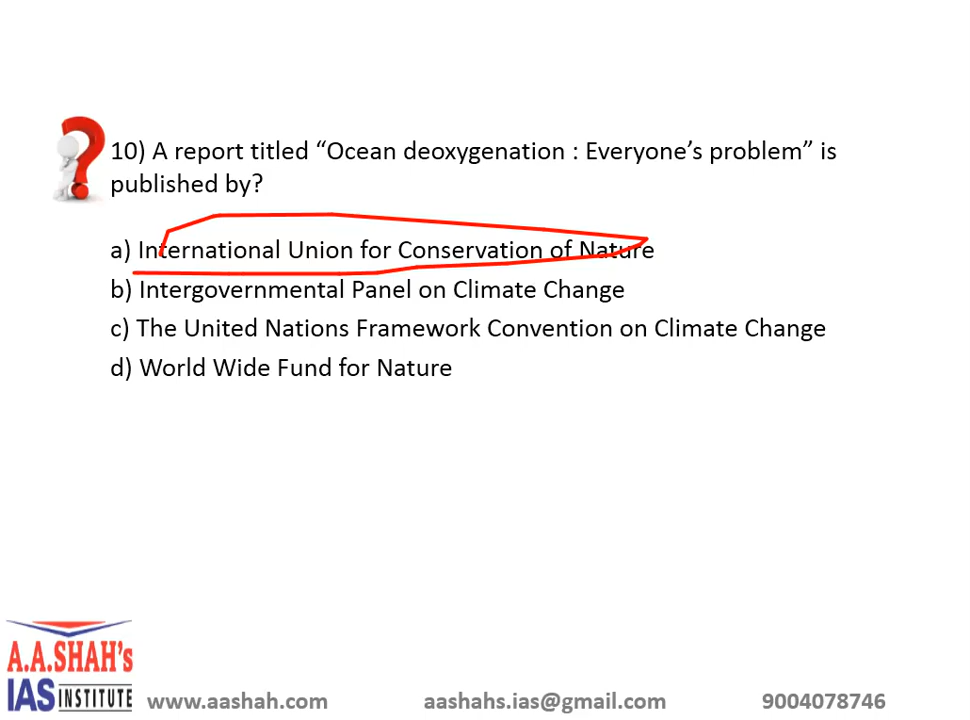 10) A report titled “Ocean deoxygenation : Everyone’s problem” is
published by?
a) International Union for Conservation of Nature
b) Intergovernmental Panel on Climate Change
c) The United Nations Framework Convention on Climate Change
d) World Wide Fund for Nature
A.A.SHAH's
IAS INSTITUTE
www.aashah.com aashahs.ias@gmail.com 9004078746